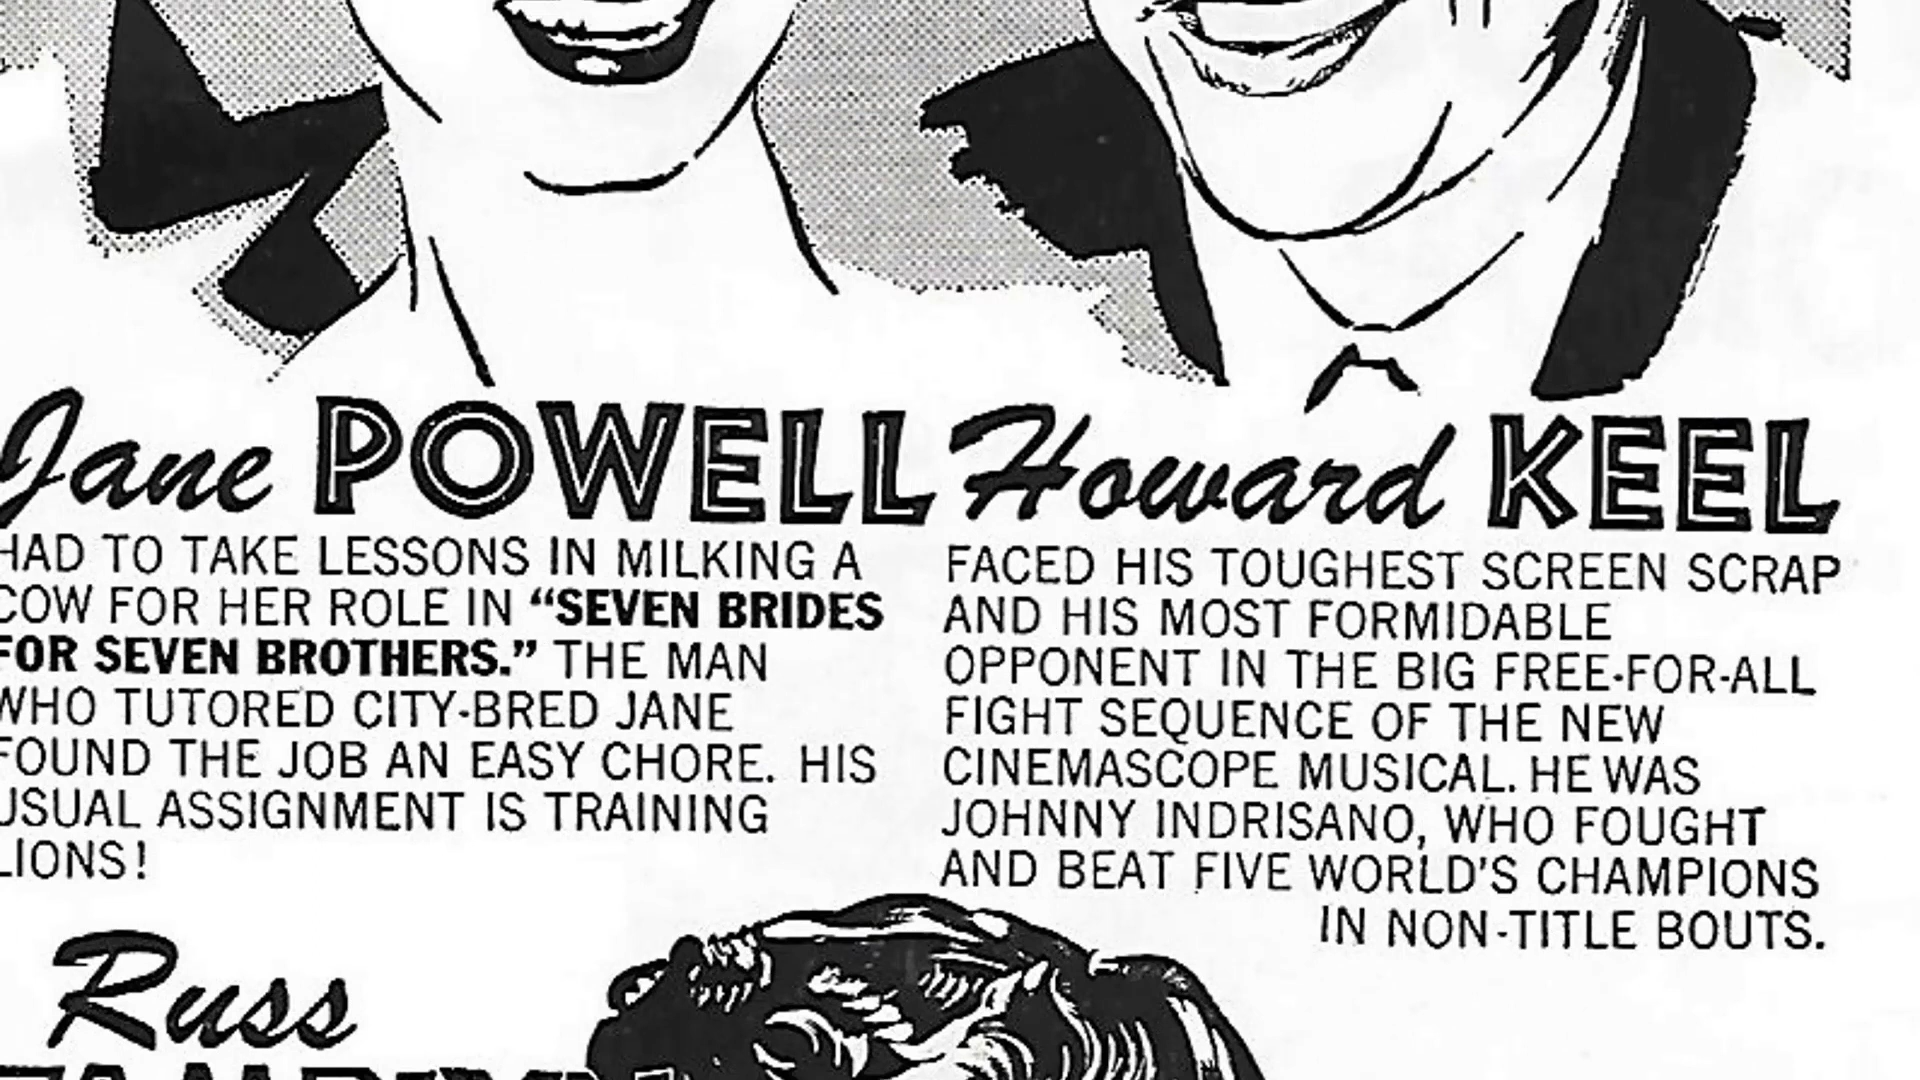 Jane POWELL
HAD TO TAKE LESSONS IN MILKING A
COW FOR HER ROLE IN “SEVEN BRIDES
FOR SEVEN BROTHERS.” THE MAN
WHO TUTORED CITY-BRED JANE
FOUND THE JOB AN EASY CHORE. HIS
USUAL ASSIGNMENT IS TRAINING
LIONS!
Howard KEEL
FACED HIS TOUGHEST SCREEN SCRAP
AND HIS MOST FORMIDABLE
OPPONENT IN THE BIG FREE-FOR-ALL
FIGHT SEQUENCE OF THE NEW
CINEMASCOPE MUSICAL. HE WAS
JOHNNY INDRISANO, WHO FOUGHT
AND BEAT FIVE WORLD'S CHAMPIONS
IN NON-TITLE BOUTS.
Russ